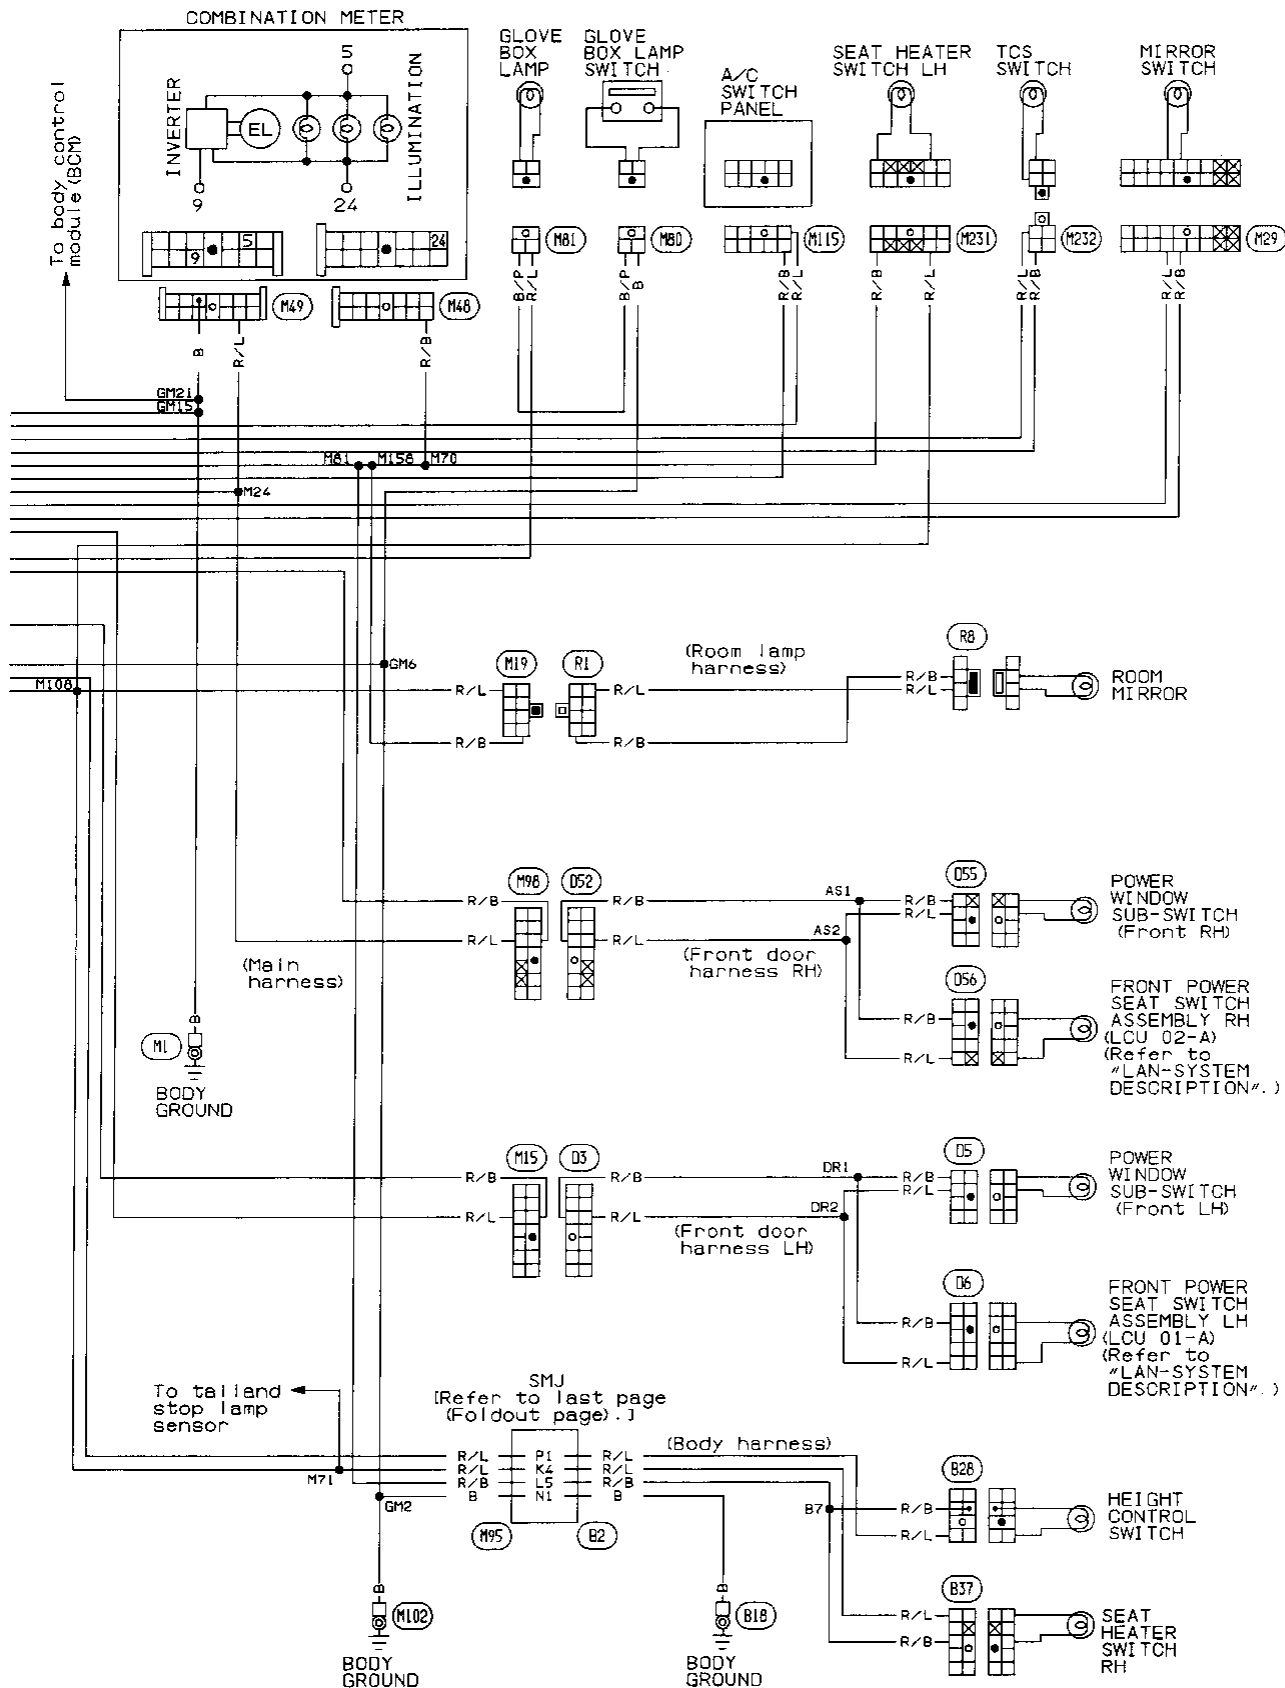 COMBINATION METER
To body control
module (BCM)
INVERTER
EL
5
ILLUMINATION
9
24
5
9
24
M49
M48
GLOVE
BOX
LAMP
GLOVE
BOX LAMP
SWITCH
A/C
SWITCH
PANEL
SEAT HEATER
SWITCH LH
TCS
SWITCH
MIRROR
SWITCH
M81
M80
M115
M231
M232
M29
B/P
R/L
B/P
B
R/B
R/L
R/B
R/L
R/L
R/B
R/L
R/B
B
R/L
R/B
GM21
GM15
M81
M158
M70
M24
GM6
M108
M19
R1
(Room lamp
harness)
R8
R/L
R/L
R/B
R/L
R/B
R/B
ROOM
MIRROR
M98
D52
R/B
R/B
R/L
R/L
AS1
AS2
(Main
harness)
(Front door
harness RH)
D55
R/B
R/L
POWER
WINDOW
SUB-SWITCH
(Front RH)
D56
R/B
R/L
FRONT POWER
SEAT SWITCH
ASSEMBLY RH
(LCU 02-A)
(Refer to
"LAN-SYSTEM
DESCRIPTION".)
B
M1
BODY
GROUND
M15
D3
R/B
R/B
R/L
R/L
DR1
DR2
(Front door
harness LH)
D5
R/B
R/L
POWER
WINDOW
SUB-SWITCH
(Front LH)
D6
R/B
R/L
FRONT POWER
SEAT SWITCH
ASSEMBLY LH
(LCU 01-A)
(Refer to
"LAN-SYSTEM
DESCRIPTION".)
To tailand
stop lamp
sensor
SMJ
[Refer to last page
(Foldout page).]
(Body harness)
R/L P1 R/L
R/L K4 R/L
R/B L5 R/B
B N1 B
M71
GM2
M95
B2
B7
B28
R/B
R/L
HEIGHT
CONTROL
SWITCH
B37
R/L
R/B
SEAT
HEATER
SWITCH
RH
B
M102
BODY
GROUND
B
B18
BODY
GROUND